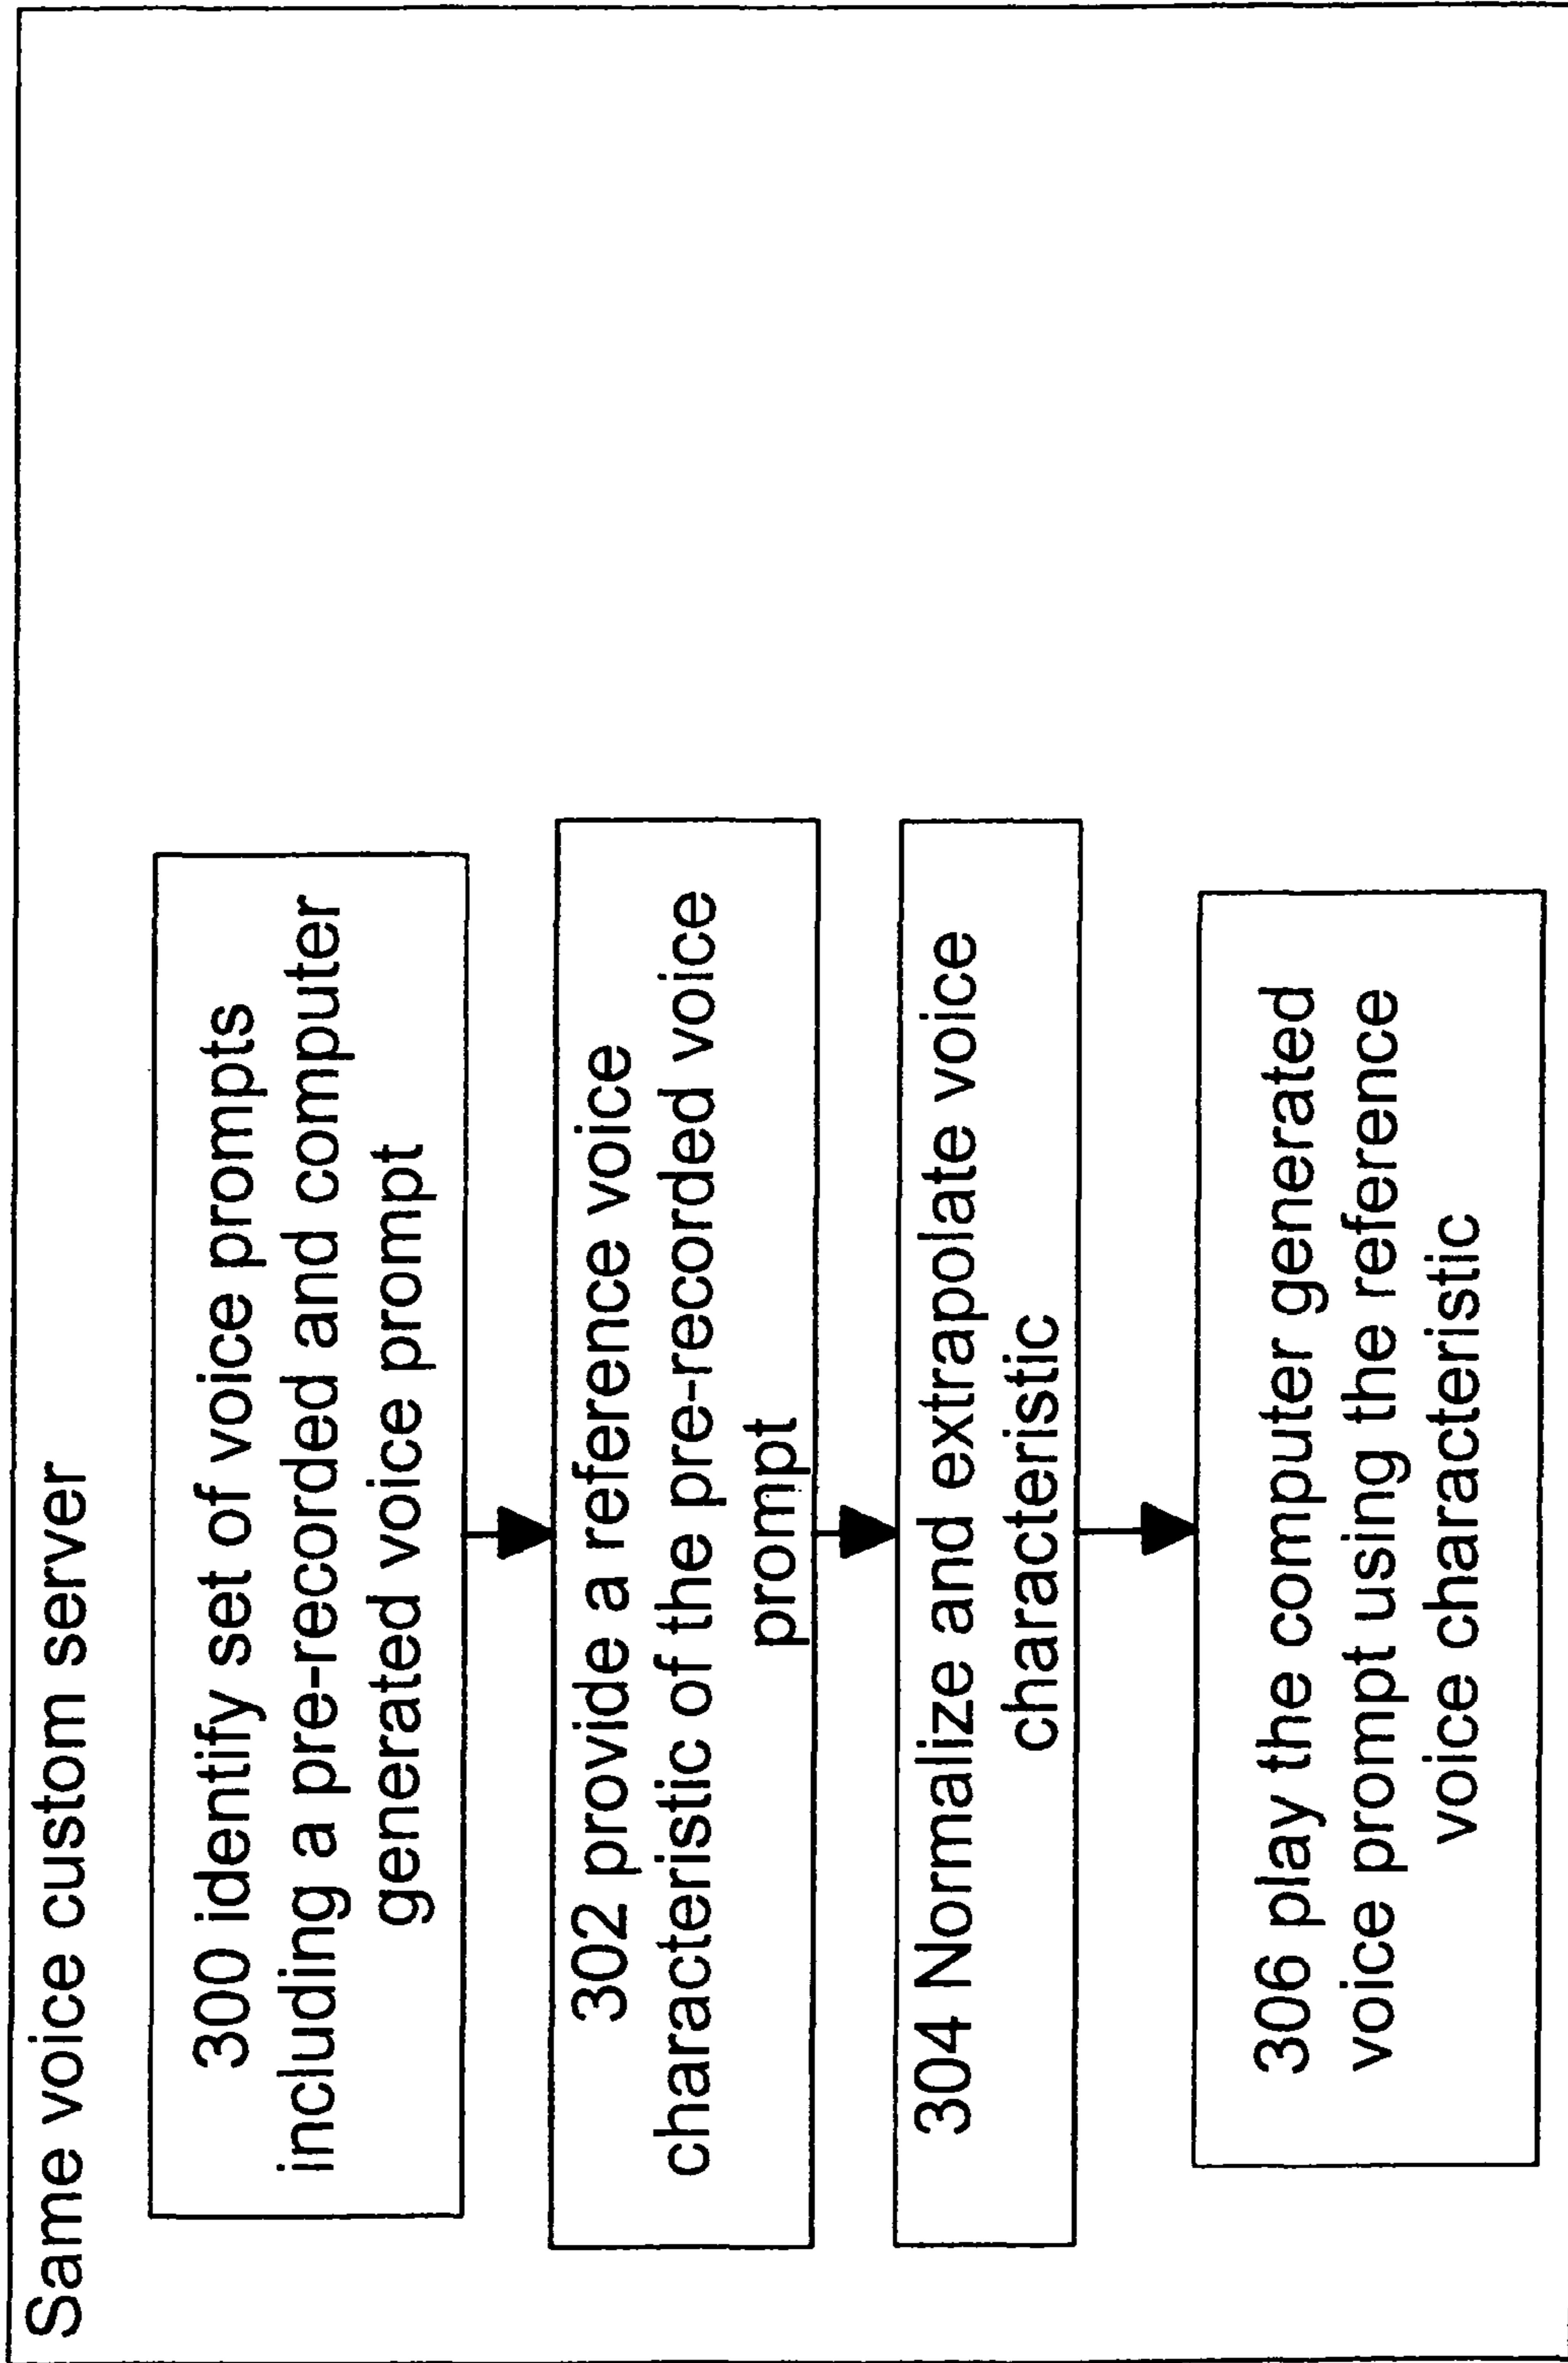 Same voice custom server
300 identify set of voice prompts
including a pre-recorded and computer
generated voice prompt
302 provide a reference voice
characteristic of the pre-recorded voice
prompt
304 Normalize and extrapolate voice
characteristic
306 play the computer generated
voice prompt using the reference
voice characteristic